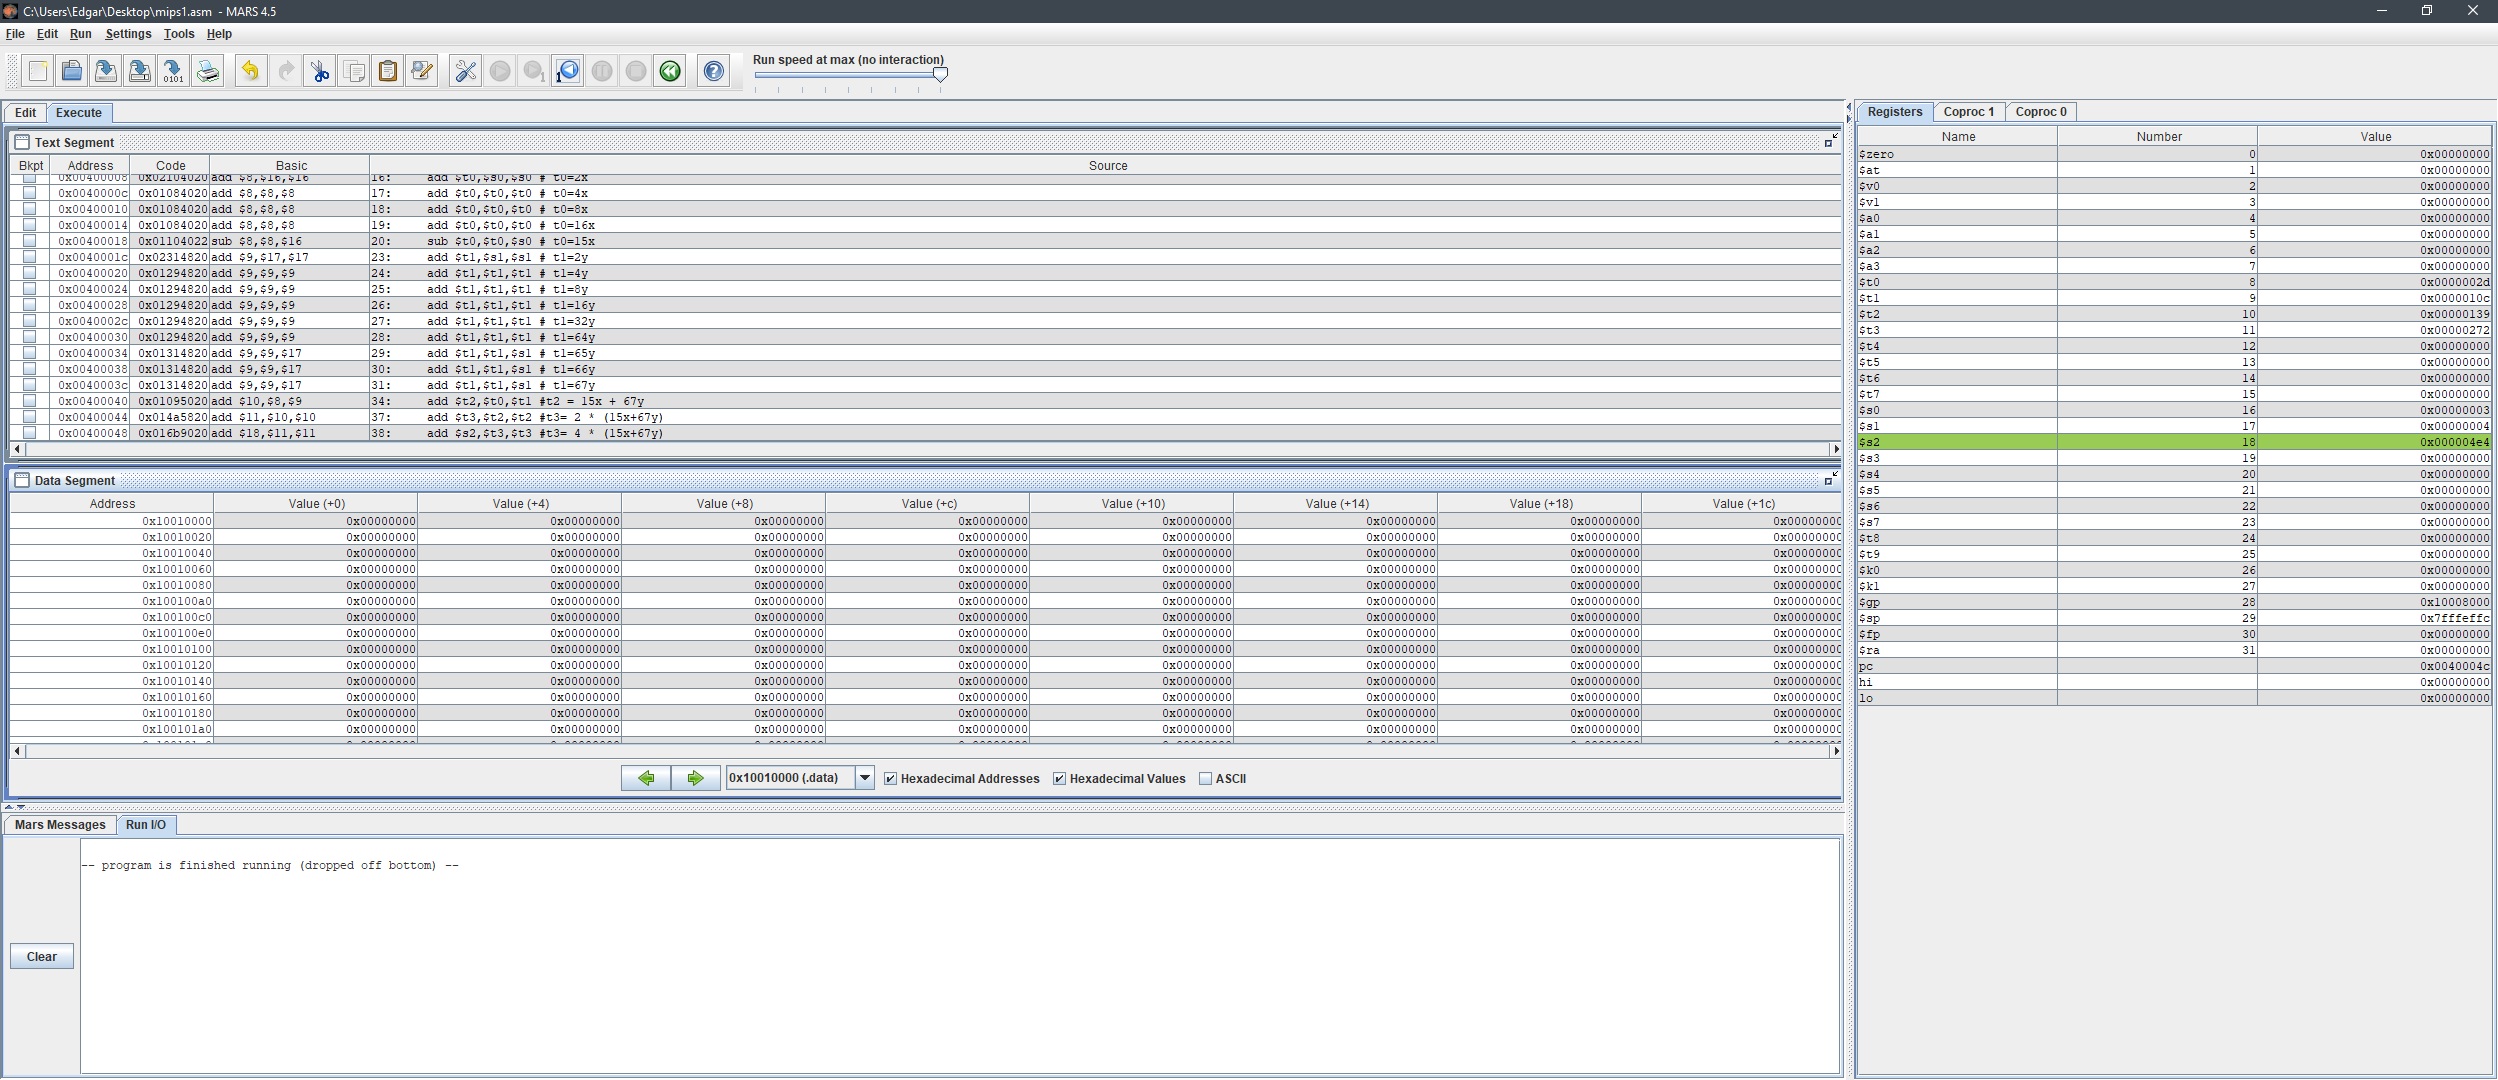 C:\Users\Edgar\Desktop\mips1.asm - MARS 4.5
File Edit Run Settings Tools Help
Run speed at max (no interaction)
Edit Execute
Text Segment
Bkpt Address Code Basic Source
0x00400008 0x02104020 add $8,$16,$16 16: add $t0,$s0,$s0 # t0=2x
0x0040000c 0x01084020 add $8,$8,$8 17: add $t0,$t0,$t0 # t0=4x
0x00400010 0x01084020 add $8,$8,$8 18: add $t0,$t0,$t0 # t0=8x
0x00400014 0x01084020 add $8,$8,$8 19: add $t0,$t0,$t0 # t0=16x
0x00400018 0x01104022 sub $8,$8,$16 20: sub $t0,$t0,$s0 # t0=15x
0x0040001c 0x02314820 add $9,$17,$17 23: add $t1,$s1,$s1 # t1=2y
0x00400020 0x01294820 add $9,$9,$9 24: add $t1,$t1,$t1 # t1=4y
0x00400024 0x01294820 add $9,$9,$9 25: add $t1,$t1,$t1 # t1=8y
0x00400028 0x01294820 add $9,$9,$9 26: add $t1,$t1,$t1 # t1=16y
0x0040002c 0x01294820 add $9,$9,$9 27: add $t1,$t1,$t1 # t1=32y
0x00400030 0x01294820 add $9,$9,$9 28: add $t1,$t1,$t1 # t1=64y
0x00400034 0x01314820 add $9,$9,$17 29: add $t1,$t1,$s1 # t1=65y
0x00400038 0x01314820 add $9,$9,$17 30: add $t1,$t1,$s1 # t1=66y
0x0040003c 0x01314820 add $9,$9,$17 31: add $t1,$t1,$s1 # t1=67y
0x00400040 0x01095020 add $10,$8,$9 34: add $t2,$t0,$t1 #t2 = 15x + 67y
0x00400044 0x014a5820 add $11,$10,$10 37: add $t3,$t2,$t2 #t3= 2 * (15x+67y)
0x00400048 0x016b9020 add $18,$11,$11 38: add $s2,$t3,$t3 #t3= 4 * (15x+67y)
Data Segment
Address Value (+0) Value (+4) Value (+8) Value (+c) Value (+10) Value (+14) Value (+18) Value (+1c)
0x10010000 0x00000000 0x00000000 0x00000000 0x00000000 0x00000000 0x00000000 0x00000000 0x00000000
0x10010020 0x00000000 0x00000000 0x00000000 0x00000000 0x00000000 0x00000000 0x00000000 0x00000000
0x10010040 0x00000000 0x00000000 0x00000000 0x00000000 0x00000000 0x00000000 0x00000000 0x00000000
0x10010060 0x00000000 0x00000000 0x00000000 0x00000000 0x00000000 0x00000000 0x00000000 0x00000000
0x10010080 0x00000000 0x00000000 0x00000000 0x00000000 0x00000000 0x00000000 0x00000000 0x00000000
0x100100a0 0x00000000 0x00000000 0x00000000 0x00000000 0x00000000 0x00000000 0x00000000 0x00000000
0x100100c0 0x00000000 0x00000000 0x00000000 0x00000000 0x00000000 0x00000000 0x00000000 0x00000000
0x100100e0 0x00000000 0x00000000 0x00000000 0x00000000 0x00000000 0x00000000 0x00000000 0x00000000
0x10010100 0x00000000 0x00000000 0x00000000 0x00000000 0x00000000 0x00000000 0x00000000 0x00000000
0x10010120 0x00000000 0x00000000 0x00000000 0x00000000 0x00000000 0x00000000 0x00000000 0x00000000
0x10010140 0x00000000 0x00000000 0x00000000 0x00000000 0x00000000 0x00000000 0x00000000 0x00000000
0x10010160 0x00000000 0x00000000 0x00000000 0x00000000 0x00000000 0x00000000 0x00000000 0x00000000
0x10010180 0x00000000 0x00000000 0x00000000 0x00000000 0x00000000 0x00000000 0x00000000 0x00000000
0x100101a0 0x00000000 0x00000000 0x00000000 0x00000000 0x00000000 0x00000000 0x00000000 0x00000000
0x10010000 (.data) Hexadecimal Addresses Hexadecimal Values ASCII
Mars Messages Run I/O
-- program is finished running (dropped off bottom) --
Clear
Registers Coproc 1 Coproc 0
Name Number Value
$zero 0 0x00000000
$at 1 0x00000000
$v0 2 0x00000000
$v1 3 0x00000000
$a0 4 0x00000000
$a1 5 0x00000000
$a2 6 0x00000000
$a3 7 0x00000000
$t0 8 0x0000002d
$t1 9 0x0000010c
$t2 10 0x00000139
$t3 11 0x00000272
$t4 12 0x00000000
$t5 13 0x00000000
$t6 14 0x00000000
$t7 15 0x00000000
$s0 16 0x00000003
$s1 17 0x00000004
$s2 18 0x000004e4
$s3 19 0x00000000
$s4 20 0x00000000
$s5 21 0x00000000
$s6 22 0x00000000
$s7 23 0x00000000
$t8 24 0x00000000
$t9 25 0x00000000
$k0 26 0x00000000
$k1 27 0x00000000
$gp 28 0x10008000
$sp 29 0x7fffeffc
$fp 30 0x00000000
$ra 31 0x00000000
pc 0x0040004c
hi 0x00000000
lo 0x00000000